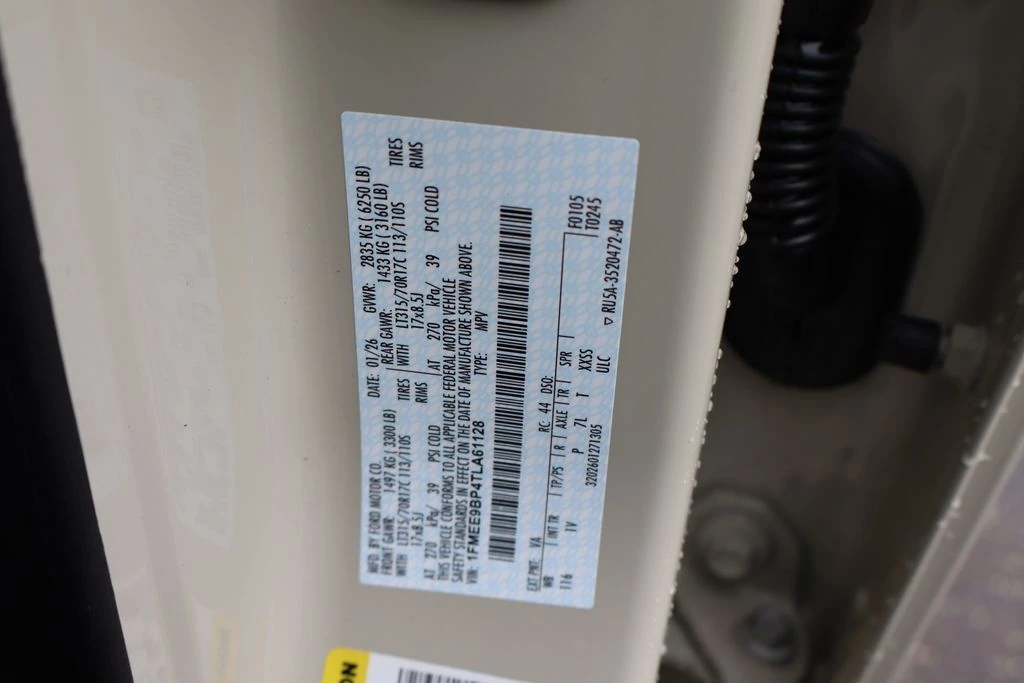 MFD. BY FORD MOTOR CO.
DATE: 01/26 GVWR: 2835 KG ( 6250 LB)
FRONT GAWR: 1497 KG ( 3300 LB) REAR GAWR: 1433 KG ( 3160 LB)
WITH LT315/70R17C 113/110S TIRES WITH LT315/70R17C 113/110S TIRES
17x8.5J RIMS 17x8.5J RIMS
AT 270 kPa/ 39 PSI COLD AT 270 kPa/ 39 PSI COLD
THIS VEHICLE CONFORMS TO ALL APPLICABLE FEDERAL MOTOR VEHICLE
SAFETY STANDARDS IN EFFECT ON THE DATE OF MANUFACTURE SHOWN ABOVE.
VIN: 1FMEE9BP4TLA61128 TYPE: MPV
EXT PNT: VA RC: 44 DSO: F0105
WB INT TR TP/PS R AXLE TR SPR T0245
116 TV P 7L T XXSS
3202601271305 ULC ▽ RU5A-3520472-AB
ON